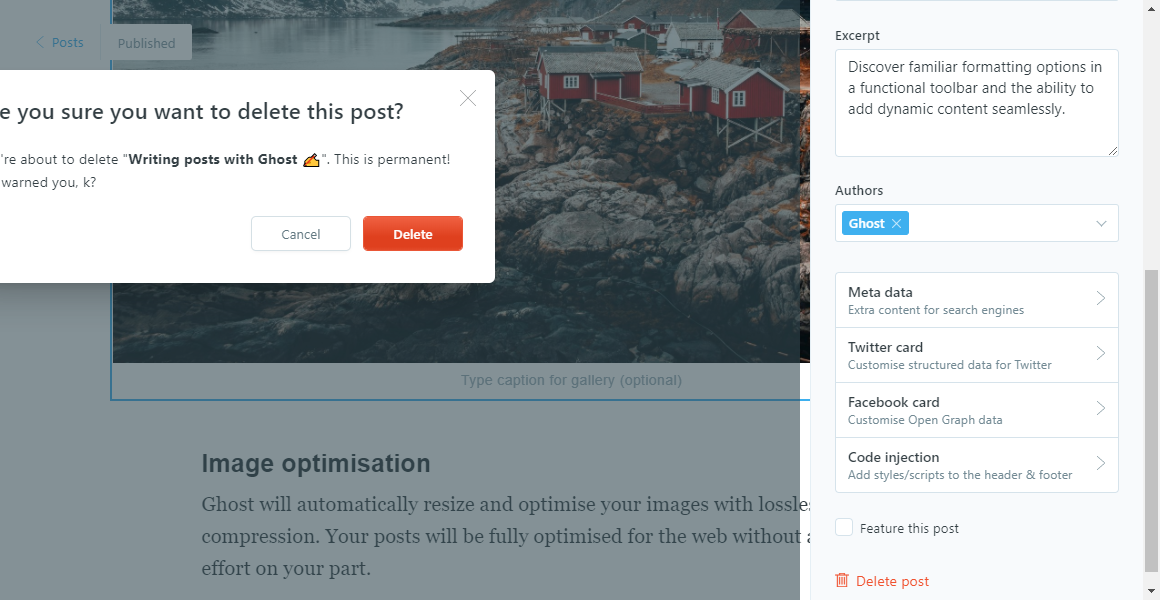 Posts
Published
e you sure you want to delete this post?
're about to delete "Writing posts with Ghost ✍️". This is permanent!
warned you, k?
Cancel
Delete
Type caption for gallery (optional)
Image optimisation
Ghost will automatically resize and optimise your images with lossles
compression. Your posts will be fully optimised for the web without a
effort on your part.
Excerpt
Discover familiar formatting options in
a functional toolbar and the ability to
add dynamic content seamlessly.
Authors
Ghost
Meta data
Extra content for search engines
Twitter card
Customise structured data for Twitter
Facebook card
Customise Open Graph data
Code injection
Add styles/scripts to the header & footer
Feature this post
Delete post